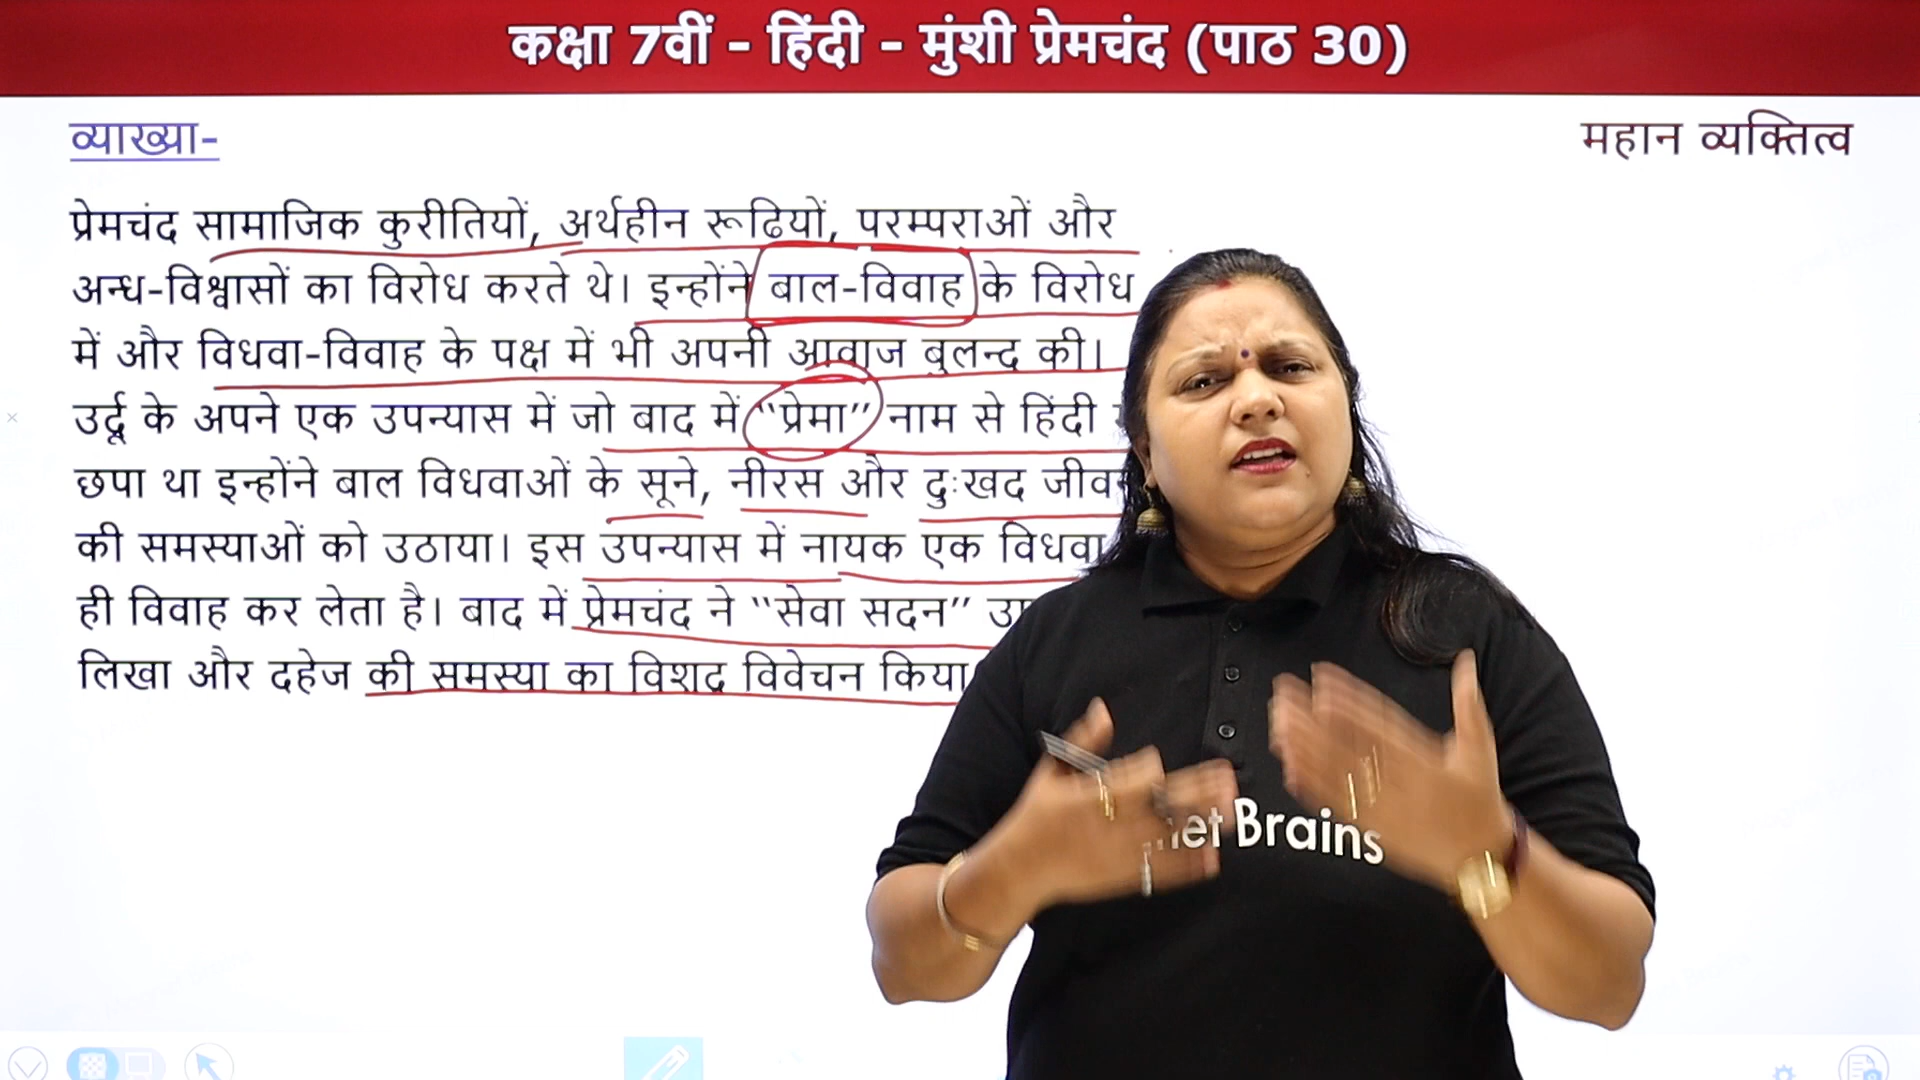 कक्षा 7वीं - हिंदी - मुंशी प्रेमचंद (पाठ 30)
व्याख्या-
महान व्यक्तित्व
प्रेमचंद सामाजिक कुरीतियों, अर्थहीन रूढियों, परम्पराओं और
अन्ध-विश्वासों का विरोध करते थे। इन्होंने बाल-विवाह के विरोध
में और विधवा-विवाह के पक्ष में भी अपनी आवाज बुलन्द की।
उर्दू के अपने एक उपन्यास में जो बाद में "प्रेमा" नाम से हिंदी
छपा था इन्होंने बाल विधवाओं के सूने, नीरस और दुःखद
की समस्याओं को उठाया। इस उपन्यास में नायक एक विधवा
ही विवाह कर लेता है। बाद में प्रेमचंद ने "सेवा सदन"
लिखा और दहेज की समस्या का विशद विवेचन किया
Brains